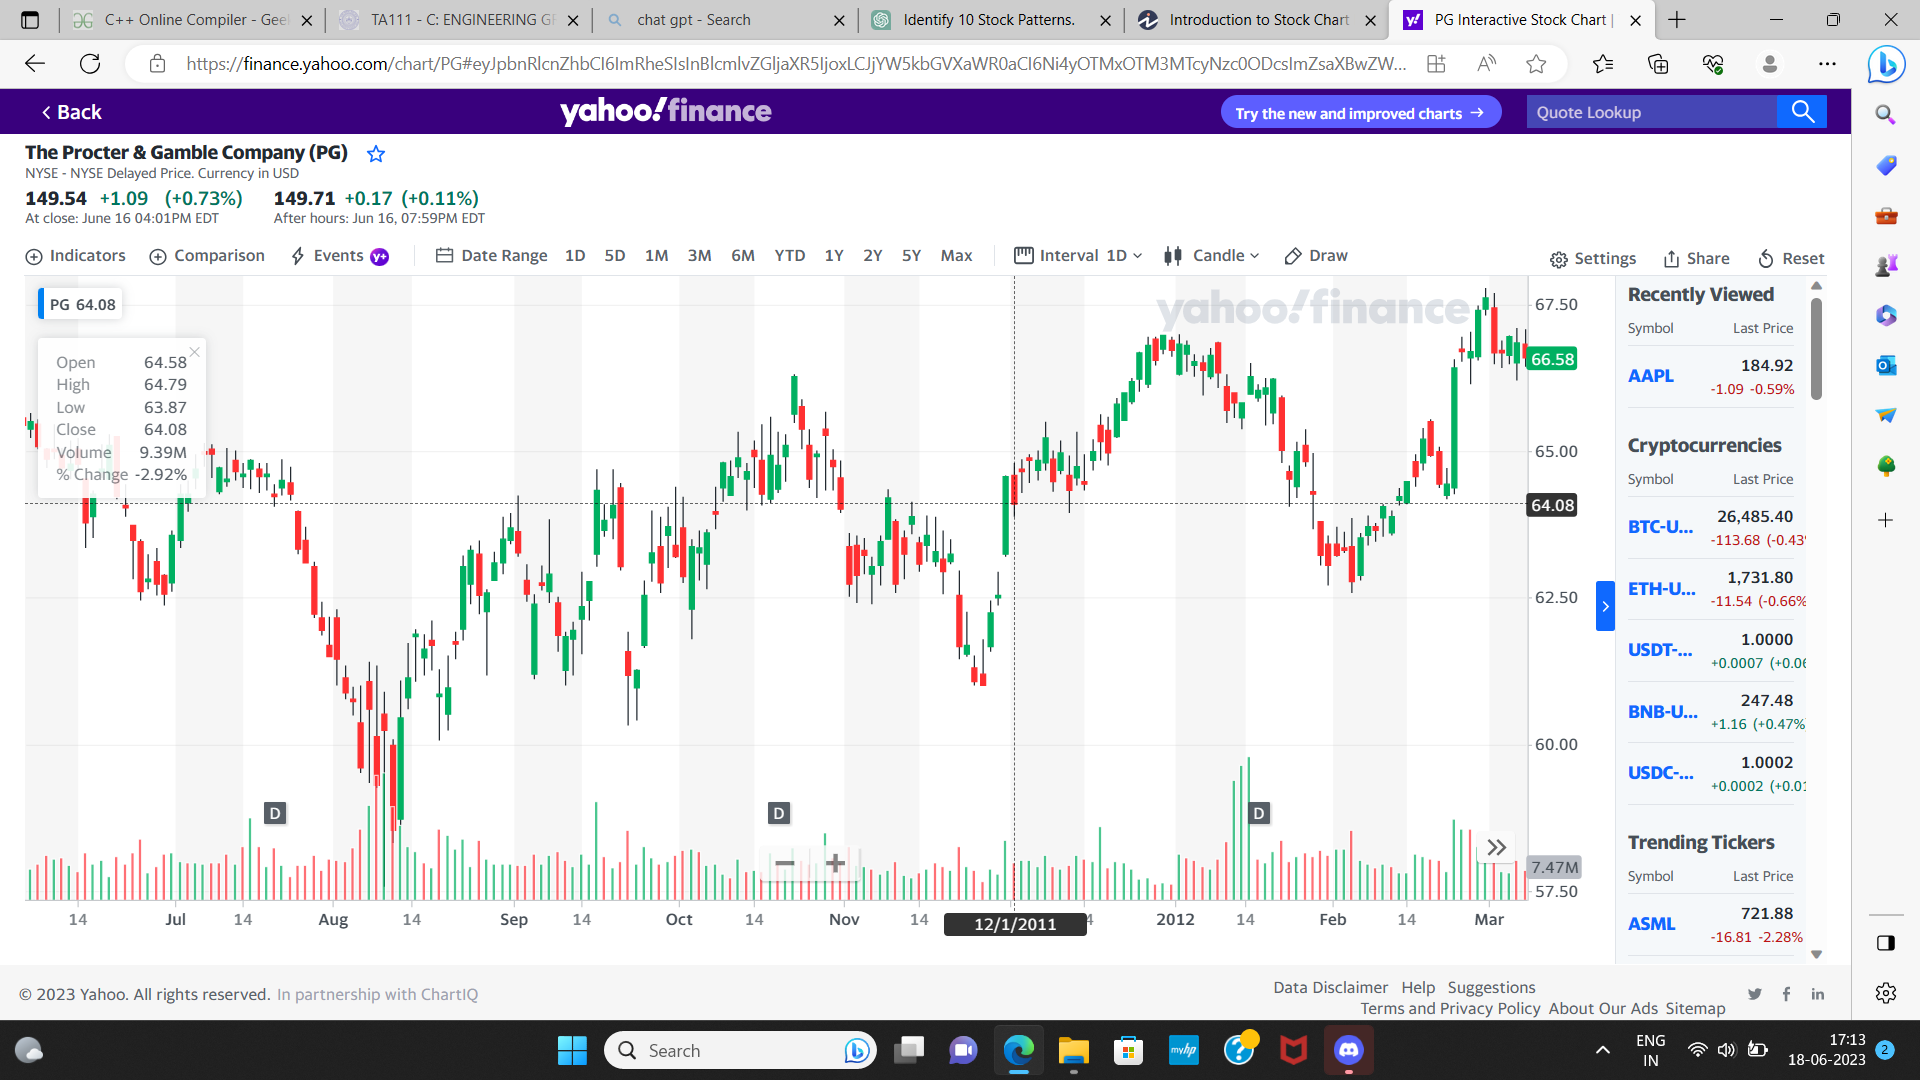 C++ Online Compiler - Gee
TA111 - C: ENGINEERING GR
chat gpt - Search
Identify 10 Stock Patterns.
Introduction to Stock Chart
PG Interactive Stock Chart |
Back
yahoo!finance
Try the new and improved charts →
Quote Lookup
The Procter & Gamble Company (PG)
NYSE - NYSE Delayed Price. Currency in USD
149.54 +1.09 (+0.73%) 149.71 +0.17 (+0.11%)
At close: June 16 04:01PM EDT After hours: Jun 16, 07:59PM EDT
Indicators Comparison Events y+ Date Range 1D 5D 1M 3M 6M YTD 1Y 2Y 5Y Max Interval 1D Candle Draw Settings Share Reset
PG 64.08
Open 64.58
High 64.79
Low 63.87
Close 64.08
Volume 9.39M
% Change -2.92%
yahoo!finance
67.50
66.58
65.00
64.08
62.50
60.00
7.47M
57.50
D D D
14 Jul 14 Aug 14 Sep 14 Oct 14 Nov 14 12/1/2011 4 2012 14 Feb 14 Mar
Recently Viewed
Symbol Last Price
AAPL 184.92
-1.09 -0.59%
Cryptocurrencies
Symbol Last Price
BTC-U... 26,485.40
-113.68 (-0.43
ETH-U... 1,731.80
-11.54 (-0.66%
USDT-... 1.0000
+0.0007 (+0.06
BNB-U... 247.48
+1.16 (+0.47%
USDC-... 1.0002
+0.0002 (+0.01
Trending Tickers
Symbol Last Price
ASML 721.88
-16.81 -2.28%
© 2023 Yahoo. All rights reserved. In partnership with ChartIQ
Data Disclaimer Help Suggestions
Terms and Privacy Policy About Our Ads Sitemap
Search
myhp
ENG
IN
17:13
18-06-2023
2